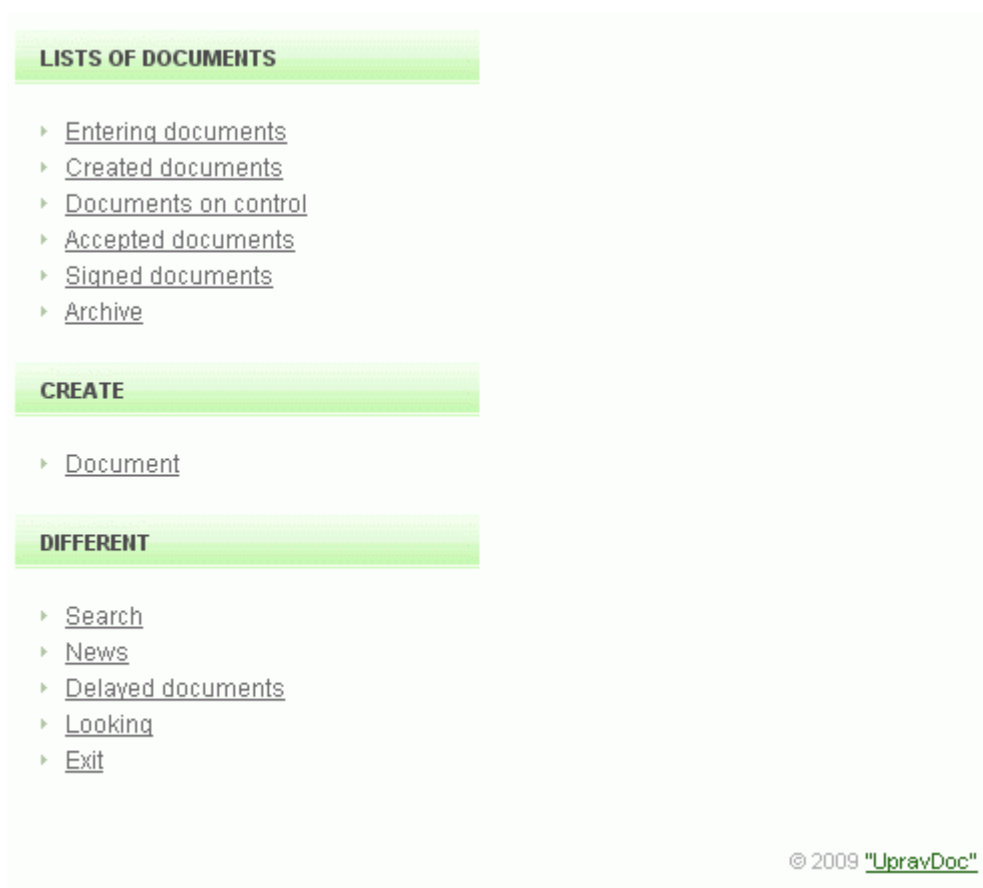 LISTS OF DOCUMENTS
Entering documents
Created documents
Documents on control
Accepted documents
Signed documents
Archive
CREATE
Document
DIFFERENT
Search
News
Delayed documents
Looking
Exit
© 2009 "UpravDoc"